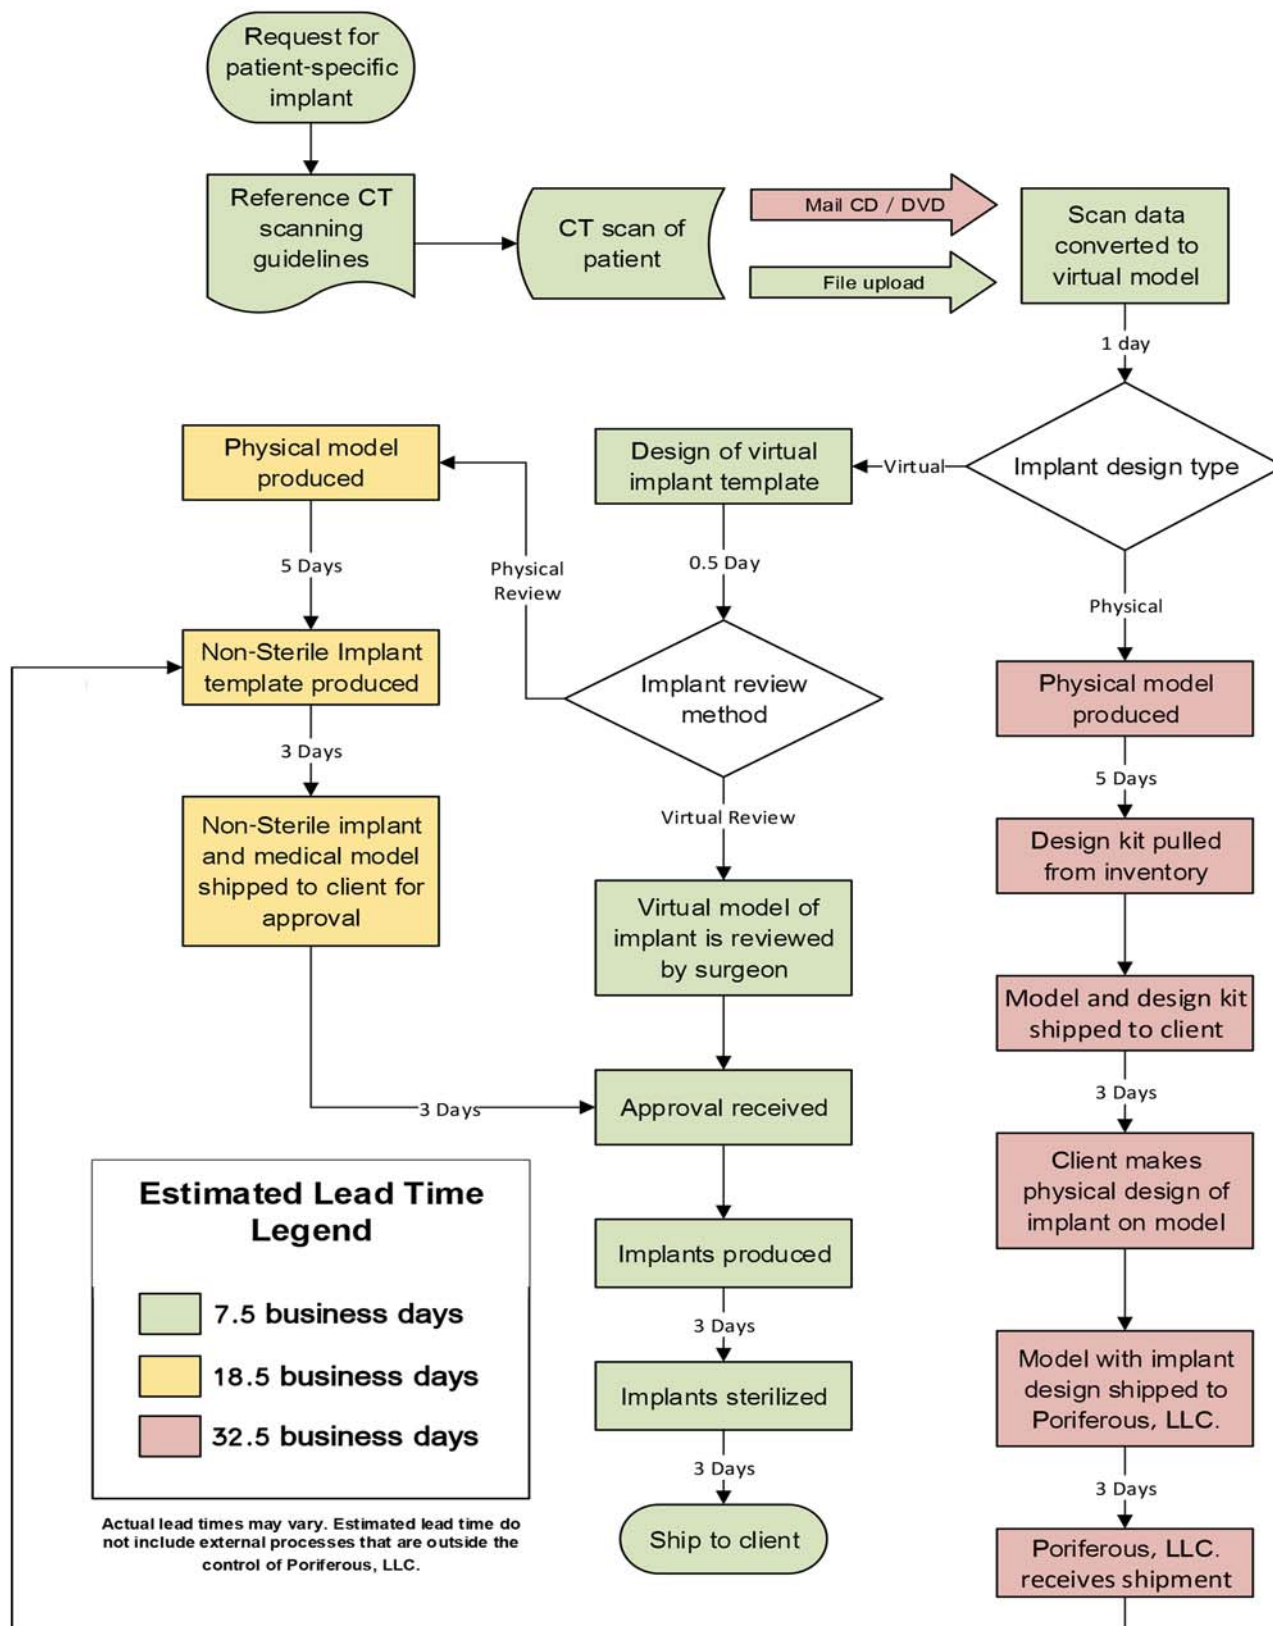 Request for
patient-specific
implant
Reference CT
scanning
guidelines
CT scan of
patient
Mail CD / DVD
File upload
Scan data
converted to
virtual model
1 day
Implant design type
Virtual
Physical
Design of virtual
implant template
0.5 Day
Implant review
method
Physical
Review
Virtual Review
Physical model
produced
5 Days
Non-Sterile Implant
template produced
3 Days
Non-Sterile implant
and medical model
shipped to client for
approval
3 Days
Virtual model of
implant is reviewed
by surgeon
Approval received
Implants produced
3 Days
Implants sterilized
3 Days
Ship to client
Physical model
produced
5 Days
Design kit pulled
from inventory
Model and design kit
shipped to client
3 Days
Client makes
physical design of
implant on model
Model with implant
design shipped to
Poriferous, LLC.
3 Days
Poriferous, LLC.
receives shipment
Estimated Lead Time
Legend
7.5 business days
18.5 business days
32.5 business days
Actual lead times may vary. Estimated lead time do
not include external processes that are outside the
control of Poriferous, LLC.